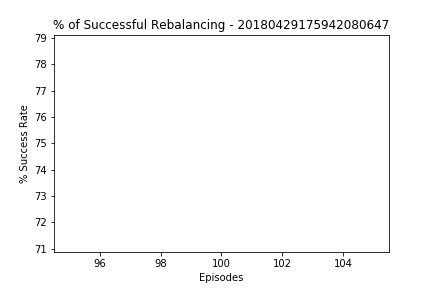 % of Successful Rebalancing - 20180429175942080647
79
78
77
76
75
74
73
72
71
% Success Rate
96 98 100 102 104
Episodes